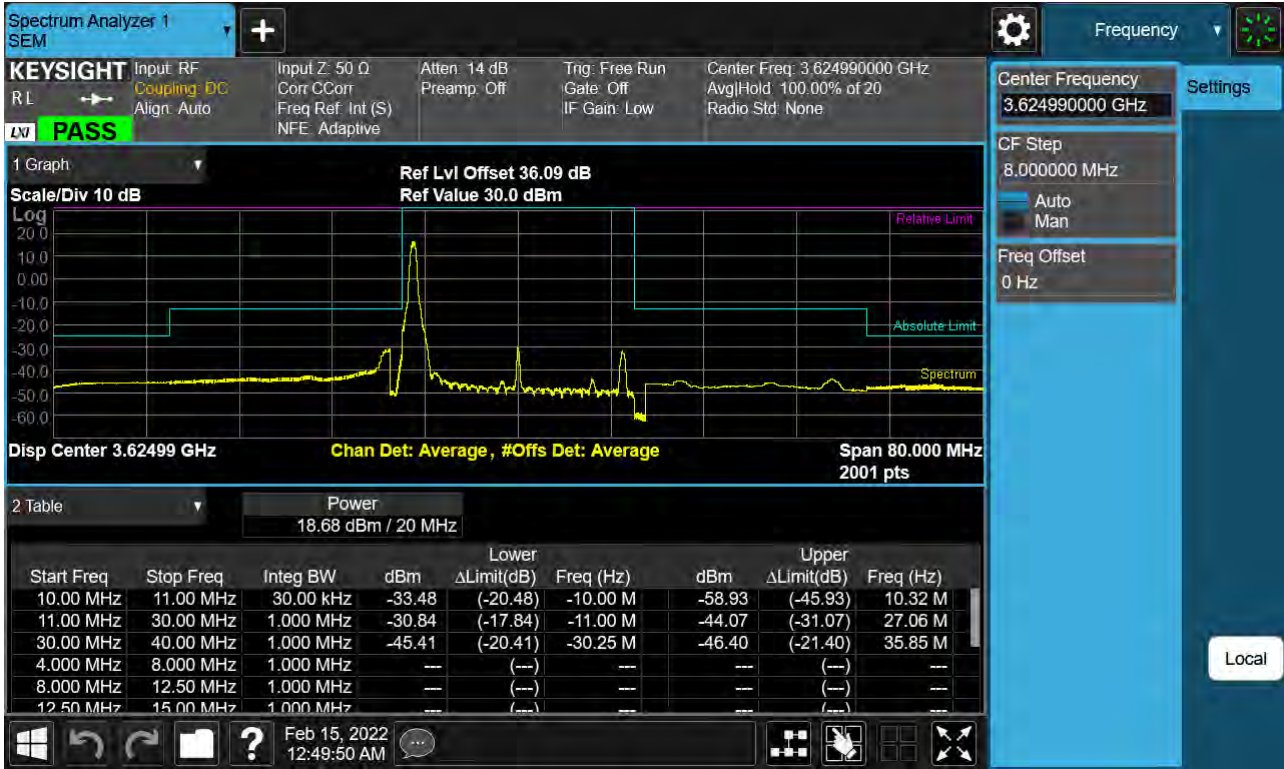 Spectrum Analyzer 1
SEM
+
Frequency
KEYSIGHT
Input: RF
Coupling: DC
Align: Auto
Input Z: 50 Ω
Corr CCorr
Freq Ref: Int (S)
NFE: Adaptive
Atten: 14 dB
Preamp: Off
Trig: Free Run
Gate: Off
IF Gain: Low
Center Freq: 3.624990000 GHz
Avg|Hold: 100.00% of 20
Radio Std: None
R L
LXI
PASS
Center Frequency
3.624990000 GHz
Settings
CF Step
8.000000 MHz
Auto
Man
Freq Offset
0 Hz
Local
1 Graph
Scale/Div 10 dB
Ref Lvl Offset 36.09 dB
Ref Value 30.0 dBm
Log
20.0
10.0
0.00
-10.0
-20.0
-30.0
-40.0
-50.0
-60.0
Relative Limit
Absolute Limit
Spectrum
Disp Center 3.62499 GHz
Chan Det: Average, #Offs Det: Average
Span 80.000 MHz
2001 pts
2 Table
Power
18.68 dBm / 20 MHz
Lower Upper
Start Freq Stop Freq Integ BW dBm ΔLimit(dB) Freq (Hz) dBm ΔLimit(dB) Freq (Hz)
10.00 MHz 11.00 MHz 30.00 kHz -33.48 (-20.48) -10.00 M -58.93 (-45.93) 10.32 M
11.00 MHz 30.00 MHz 1.000 MHz -30.84 (-17.84) -11.00 M -44.07 (-31.07) 27.06 M
30.00 MHz 40.00 MHz 1.000 MHz -45.41 (-20.41) -30.25 M -46.40 (-21.40) 35.85 M
4.000 MHz 8.000 MHz 1.000 MHz --- (---) --- --- (---) ---
8.000 MHz 12.50 MHz 1.000 MHz --- (---) --- --- (---) ---
12.50 MHz 15.00 MHz 1.000 MHz --- (---) --- --- (---) ---
?
Feb 15, 2022
12:49:50 AM